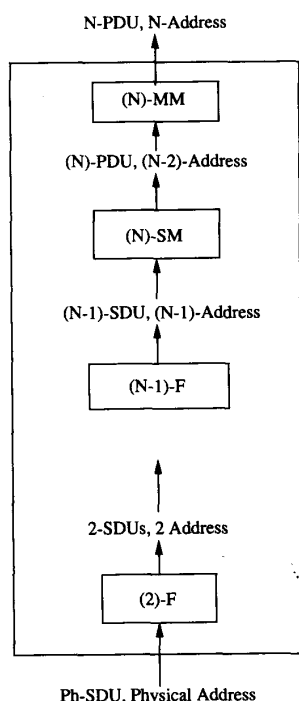 N-PDU, N-Address
(N)-MM
(N)-PDU, (N-2)-Address
(N)-SM
(N-1)-SDU, (N-1)-Address
(N-1)-F
2-SDUs, 2 Address
(2)-F
Ph-SDU, Physical Address